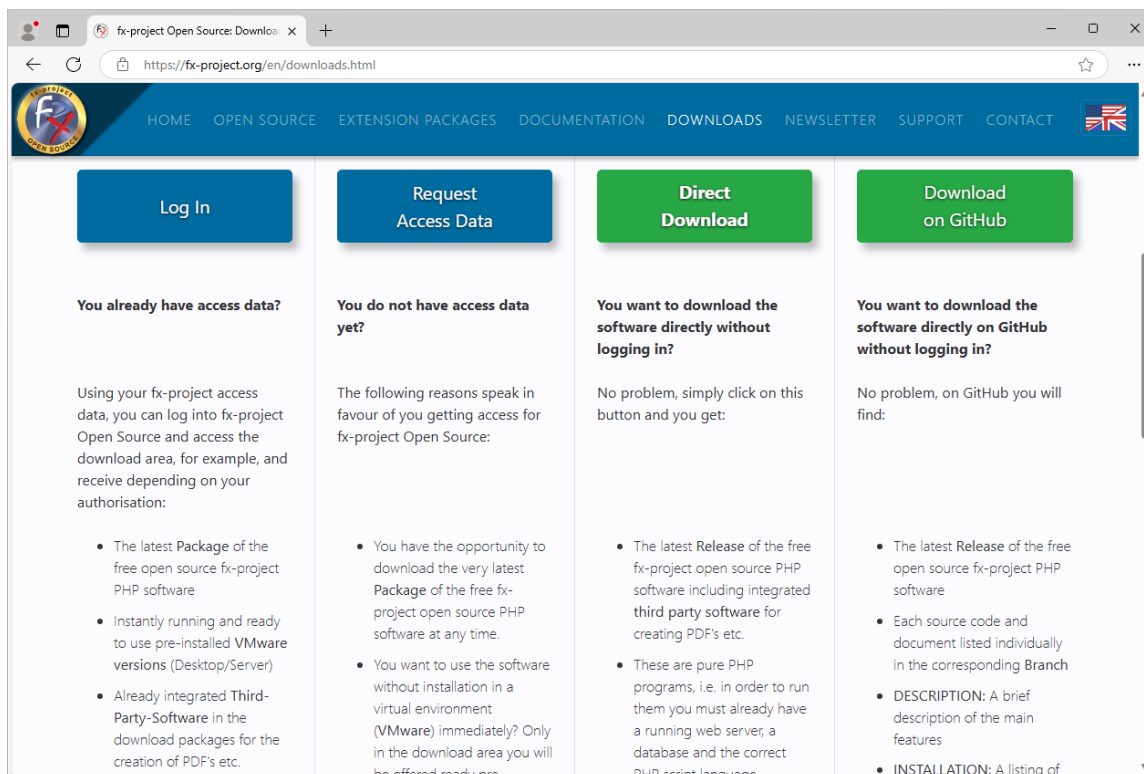 fx-project Open Source: Downloa
https://fx-project.org/en/downloads.html
fx-project
Fx
OPEN SOURCE
HOME OPEN SOURCE EXTENSION PACKAGES DOCUMENTATION DOWNLOADS NEWSLETTER SUPPORT CONTACT
Log In
You already have access data?
Using your fx-project access
data, you can log into fx-project
Open Source and access the
download area, for example, and
receive depending on your
authorisation:
• The latest Package of the
free open source fx-project
PHP software
• Instantly running and ready
to use pre-installed VMware
versions (Desktop/Server)
• Already integrated Third-
Party-Software in the
download packages for the
creation of PDF's etc.
Request
Access Data
You do not have access data
yet?
The following reasons speak in
favour of you getting access for
fx-project Open Source:
• You have the opportunity to
download the very latest
Package of the free fx-
project open source PHP
software at any time.
• You want to use the software
without installation in a
virtual environment
(VMware) immediately? Only
in the download area you will
be offered ready pre-
Direct
Download
You want to download the
software directly without
logging in?
No problem, simply click on this
button and you get:
• The latest Release of the free
fx-project open source PHP
software including integrated
third party software for
creating PDF's etc.
• These are pure PHP
programs, i.e. in order to run
them you must already have
a running web server, a
database and the correct
PHP script language
Download
on GitHub
You want to download the
software directly on GitHub
without logging in?
No problem, on GitHub you will
find:
• The latest Release of the free
open source fx-project PHP
software
• Each source code and
document listed individually
in the corresponding Branch
• DESCRIPTION: A brief
description of the main
features
• INSTALLATION: A listing of